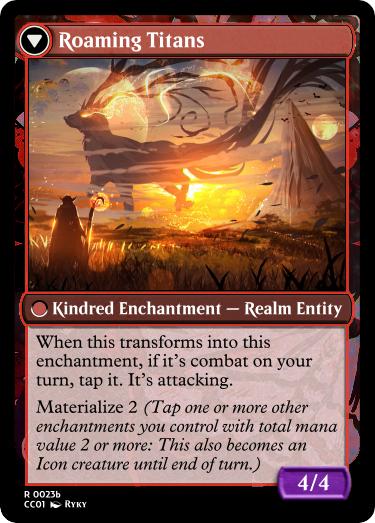 Roaming Titans
Kindred Enchantment — Realm Entity
When this transforms into this
enchantment, if it's combat on your
turn, tap it. It's attacking.
Materialize 2 (Tap one or more other
enchantments you control with total mana
value 2 or more: This also becomes an
Icon creature until end of turn.)
4/4
R 0023b
CC01 Ryky